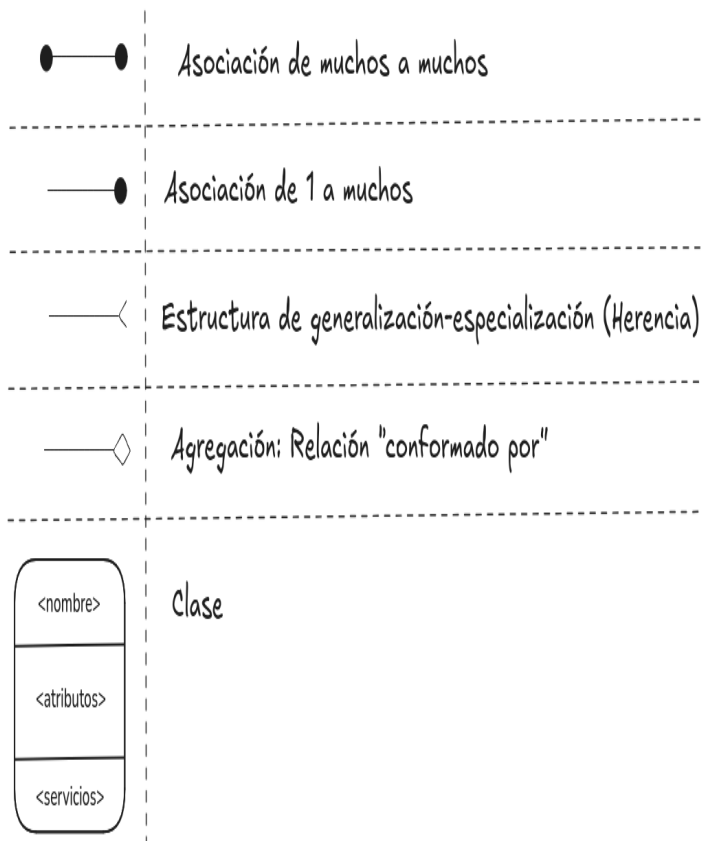 Asociación de muchos a muchos
Asociación de 1 a muchos
Estructura de generalización-especialización (Herencia)
Agregación: Relación "conformado por"
<nombre>
Clase
<atributos>
<servicios>